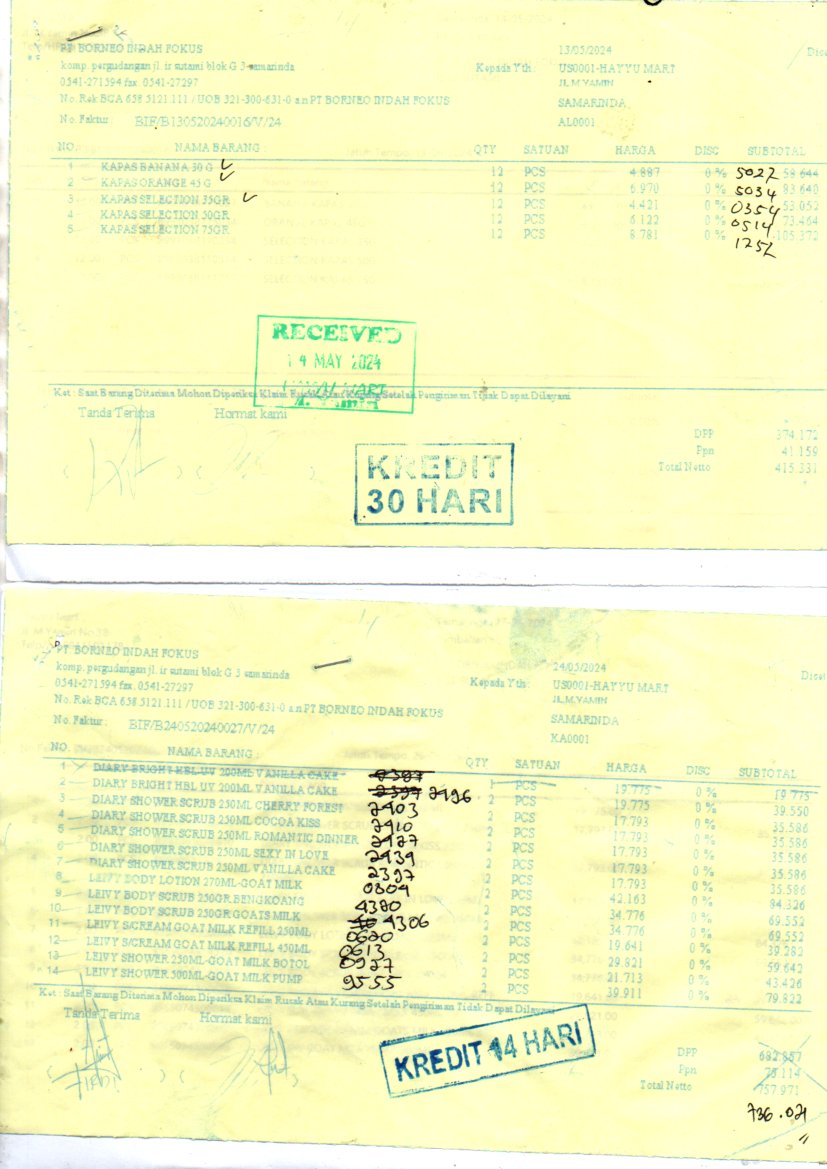 PT BORNEO INDAH FOKUS
komp. pergudangan jl. ir sutami blok G 3 samarinda
0541-271594 fax. 0541-27297
No. Rek BCA 658 5121 111 / UOB 321-300-631-0 a.n PT BORNEO INDAH FOKUS
No. Faktur : BIF/B130520240016/V/24
13/05/2024
Kepada Yth : US0001-HAYYU MART
JL.M.YAMIN
SAMARINDA
AL0001
NO. NAMA BARANG : QTY SATUAN HARGA DISC SUBTOTAL
1 KAPAS BANANA 30 G 12 PCS 4.887 0 % 5027 58.644
2 KAPAS ORANGE 45 G 12 PCS 6.970 0 % 5034 83.640
3 KAPAS SELECTION 35GR 12 PCS 4.421 0 % 0354 53.052
4 KAPAS SELECTION 50GR 12 PCS 6.122 0 % 0514 73.464
5 KAPAS SELECTION 75GR 12 PCS 8.781 0 % 1252 105.372
RECEIVED
14 MAY 2024
Ket : Saat Barang Diterima Mohon Diperiksa Klaim Rusak Atau Kurang Setelah Pengiriman Tidak Dapat Dilayani
Tanda Terima Hormat kami
DPP 374.172
Ppn 41.159
Total Netto 415.331
KREDIT
30 HARI
PT BORNEO INDAH FOKUS
komp. pergudangan jl. ir sutami blok G 3 samarinda
0541-271594 fax. 0541-27297
No. Rek BCA 658 5121 111 / UOB 321-300-631-0 a.n PT BORNEO INDAH FOKUS
No. Faktur : BIF/B240520240027/V/24
24/05/2024
Kepada Yth : US0001-HAYYU MART
JL.M.YAMIN
SAMARINDA
KA0001
NO. NAMA BARANG : QTY SATUAN HARGA DISC SUBTOTAL
1 DIARY BRIGHT HBL UV 200ML VANILLA CAKE 2397 1 PCS 19.775 0 % 19.775
2 DIARY BRIGHT HBL UV 200ML VANILLA CAKE 2397 2496 2 PCS 19.775 0 % 39.550
3 DIARY SHOWER SCRUB 250ML CHERRY FOREST 2403 2 PCS 17.793 0 % 35.586
4 DIARY SHOWER SCRUB 250ML COCOA KISS 2410 2 PCS 17.793 0 % 35.586
5 DIARY SHOWER SCRUB 250ML ROMANTIC DINNER 2427 2 PCS 17.793 0 % 35.586
6 DIARY SHOWER SCRUB 250ML SEXY IN LOVE 2439 2 PCS 17.793 0 % 35.586
7 DIARY SHOWER SCRUB 250ML VANILLA CAKE 2397 2 PCS 17.793 0 % 35.586
8 LEIVY BODY LOTION 270ML-GOAT MILK 0804 2 PCS 42.163 0 % 84.326
9 LEIVY BODY SCRUB 250GR BENGKOANG 4380 2 PCS 34.776 0 % 69.552
10 LEIVY BODY SCRUB 250GR GOATS MILK 4306 2 PCS 34.776 0 % 69.552
11 LEIVY S/CREAM GOAT MILK REFILL 250ML 0620 2 PCS 19.641 0 % 39.282
12 LEIVY S/CREAM GOAT MILK REFILL 450ML 0613 2 PCS 29.821 0 % 59.642
13 LEIVY SHOWER 250ML-GOAT MILK BOTOL 0927 2 PCS 21.713 0 % 43.426
14 LEIVY SHOWER 500ML-GOAT MILK PUMP 9555 2 PCS 39.911 0 % 79.822
Ket : Saat Barang Diterima Mohon Diperiksa Klaim Rusak Atau Kurang Setelah Pengiriman Tidak Dapat Dilayani
Tanda Terima Hormat kami
KREDIT 14 HARI
DPP 682.857
Ppn 75.114
Total Netto 757.971
736.021